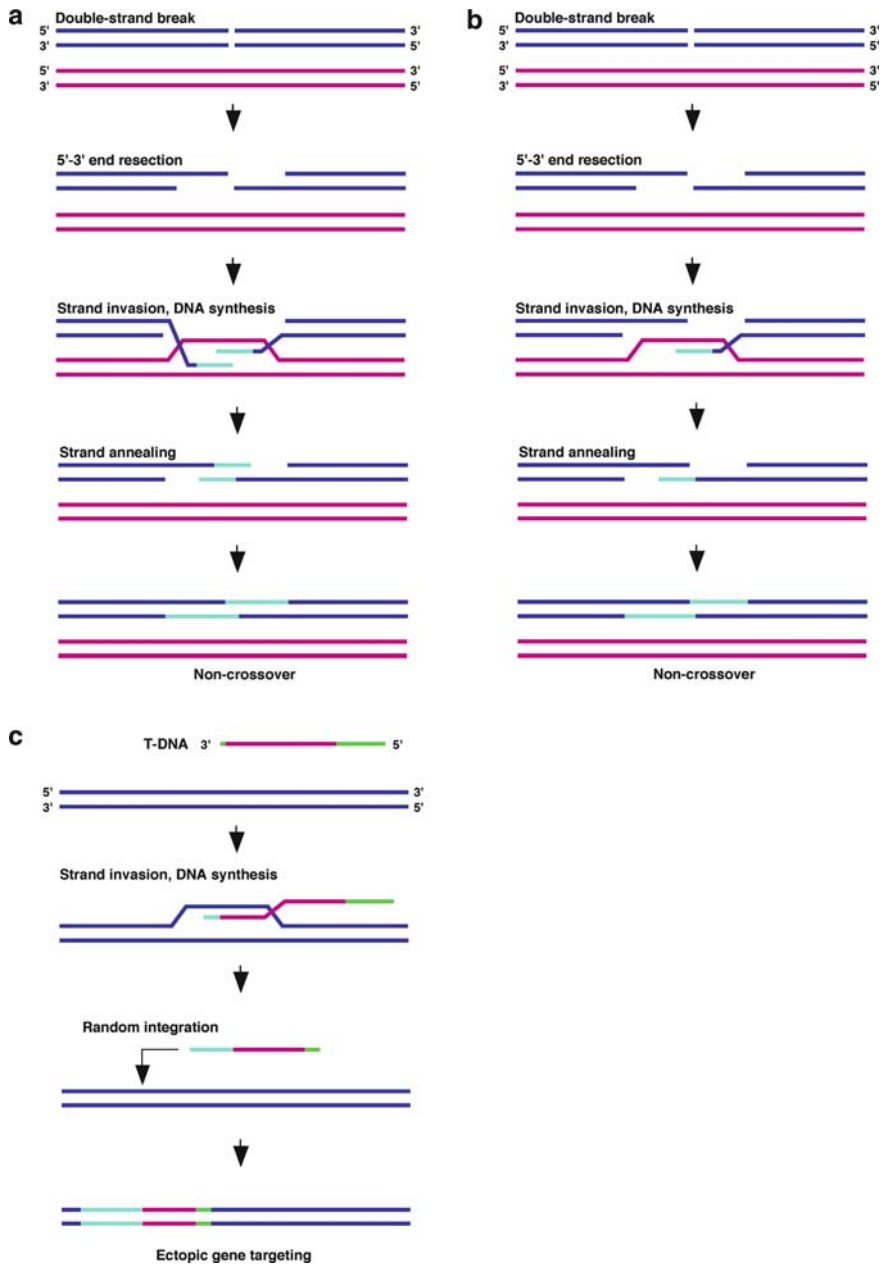 a
Double-strand break
5' 3'
3' 5'
5' 3'
3' 5'
5'-3' end resection
Strand invasion, DNA synthesis
Strand annealing
Non-crossover
b
Double-strand break
5' 3'
3' 5'
5' 3'
3' 5'
5'-3' end resection
Strand invasion, DNA synthesis
Strand annealing
Non-crossover
c
T-DNA 3' 5'
5' 3'
3' 5'
Strand invasion, DNA synthesis
Random integration
Ectopic gene targeting